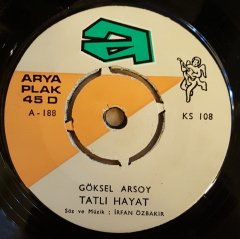 ARYA
PLAK
45 D
A-188
KS 108
GÖKSEL ARSOY
TATLI HAYAT
Söz ve Müzik : İRFAN ÖZBAKIR